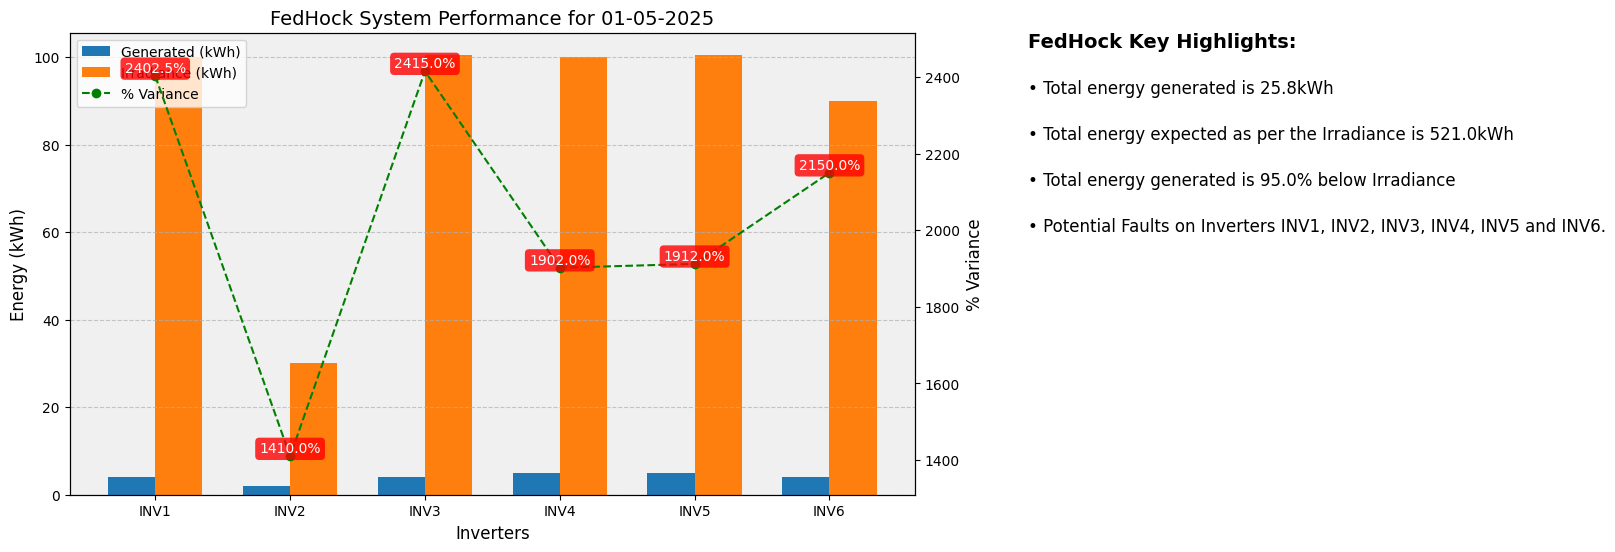 FedHock System Performance for 01-05-2025
Generated (kWh)
Irradiance (kWh)
% Variance
Energy (kWh)
100
80
60
40
20
0
2402.5%
1410.0%
2415.0%
1902.0%
1912.0%
2150.0%
2400
2200
2000
1800
1600
1400
% Variance
INV1 INV2 INV3 INV4 INV5 INV6
Inverters
FedHock Key Highlights:
• Total energy generated is 25.8kWh
• Total energy expected as per the Irradiance is 521.0kWh
• Total energy generated is 95.0% below Irradiance
• Potential Faults on Inverters INV1, INV2, INV3, INV4, INV5 and INV6.